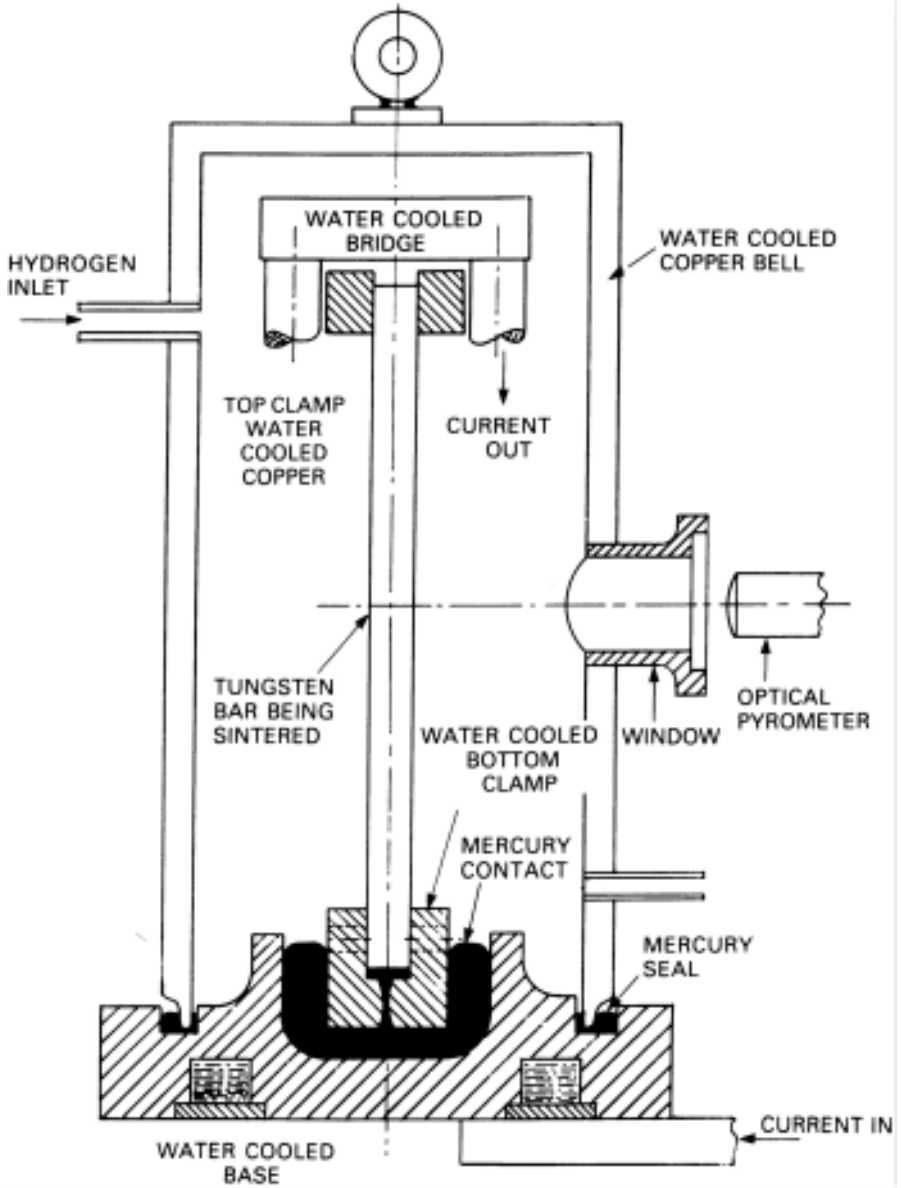 WATER COOLED
BRIDGE
WATER COOLED
COPPER BELL
HYDROGEN
INLET
TOP CLAMP
WATER
COOLED
COPPER
CURRENT
OUT
TUNGSTEN
BAR BEING
SINTERED
WATER COOLED
BOTTOM
CLAMP
WINDOW
OPTICAL
PYROMETER
MERCURY
CONTACT
MERCURY
SEAL
CURRENT IN
WATER COOLED
BASE